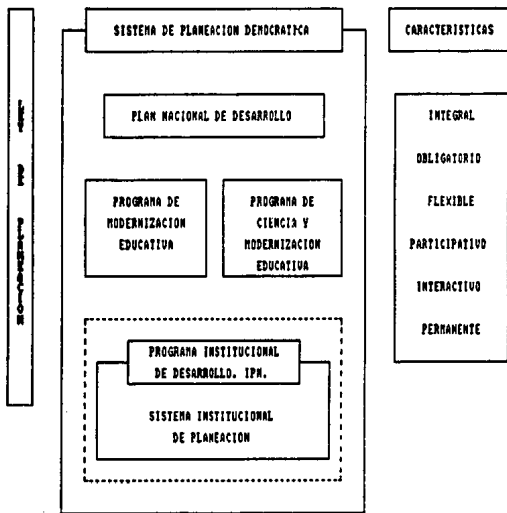 SISTEMA DE PLANEACION DEMOCRATICA
CARACTERISTICAS
PLAN NACIONAL DE DESARROLLO
PROGRAMA DE
MODERNIZACION
EDUCATIVA
PROGRAMA DE
CIENCIA Y
MODERNIZACION
EDUCATIVA
PROGRAMA INSTITUCIONAL
DE DESARROLLO. IPN.
SISTEMA INSTITUCIONAL
DE PLANEACION
INTEGRAL
OBLIGATORIO
FLEXIBLE
PARTICIPATIVO
INTERACTIVO
PERMANENTE